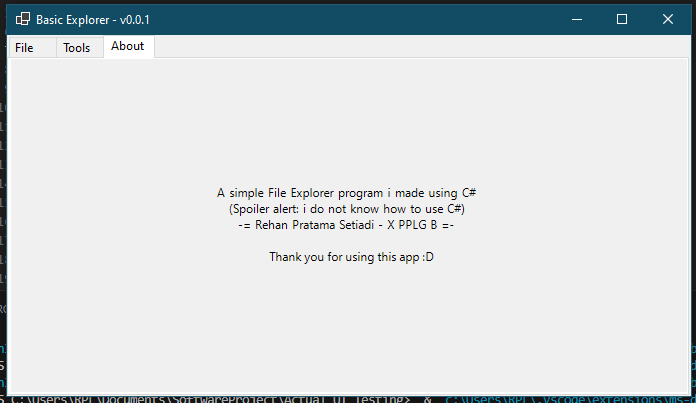 Basic Explorer - v0.0.1
File Tools About
A simple File Explorer program i made using C#
(Spoiler alert: i do not know how to use C#)
-= Rehan Pratama Setiadi - X PPLG B =-
Thank you for using this app :D
C:\Users\RPL\Documents\SoftwareProject\Actual UI Testing> & 'c:\Users\RPL\.vscode\extensions\ms-